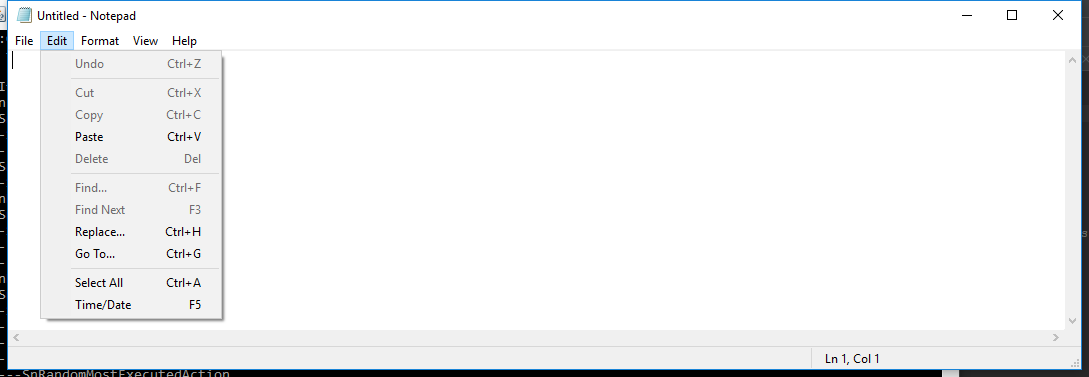 Untitled - Notepad
File Edit Format View Help
Undo Ctrl+Z
Cut Ctrl+X
Copy Ctrl+C
Paste Ctrl+V
Delete Del
Find... Ctrl+F
Find Next F3
Replace... Ctrl+H
Go To... Ctrl+G
Select All Ctrl+A
Time/Date F5
Ln 1, Col 1
---SnRandomMostExecutedAction